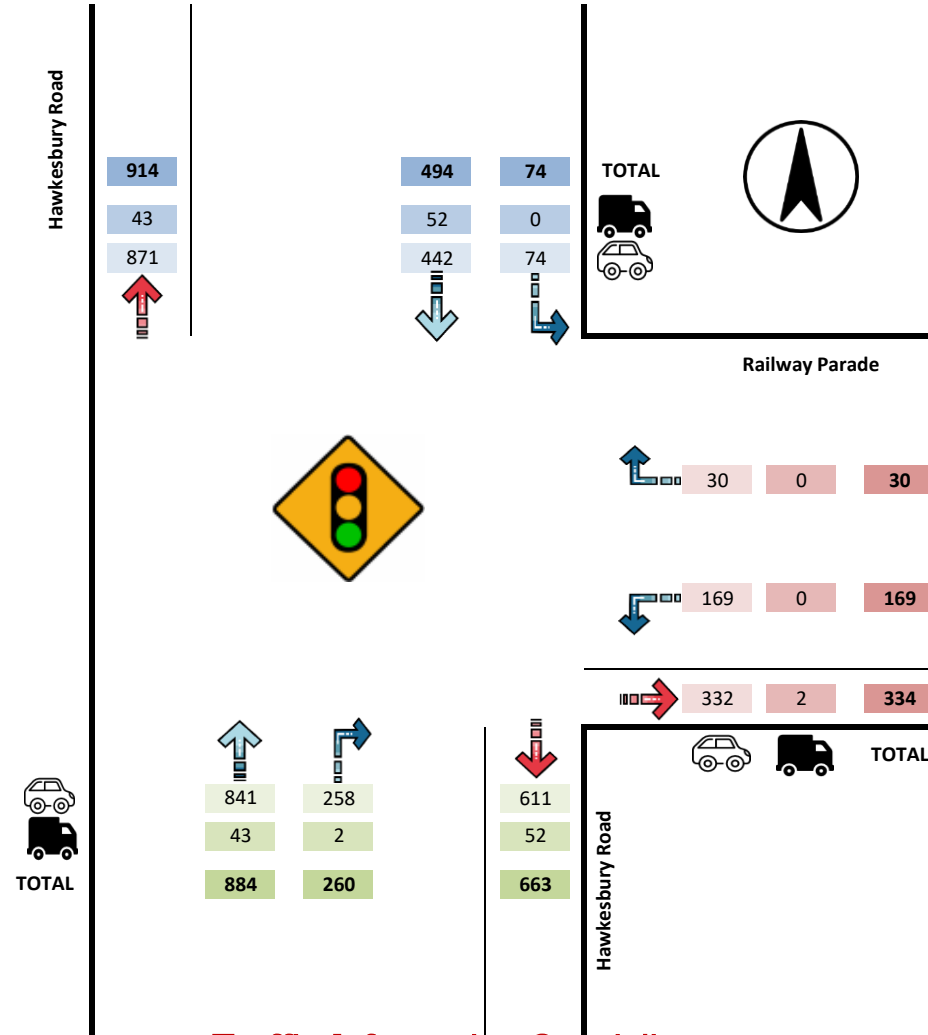 Hawkesbury Road
914 494 74 TOTAL
43 52 0
871 442 74
Railway Parade
30 0 30
169 0 169
332 2 334
TOTAL
841 258 611
43 2 52
TOTAL 884 260 663
Hawkesbury Road